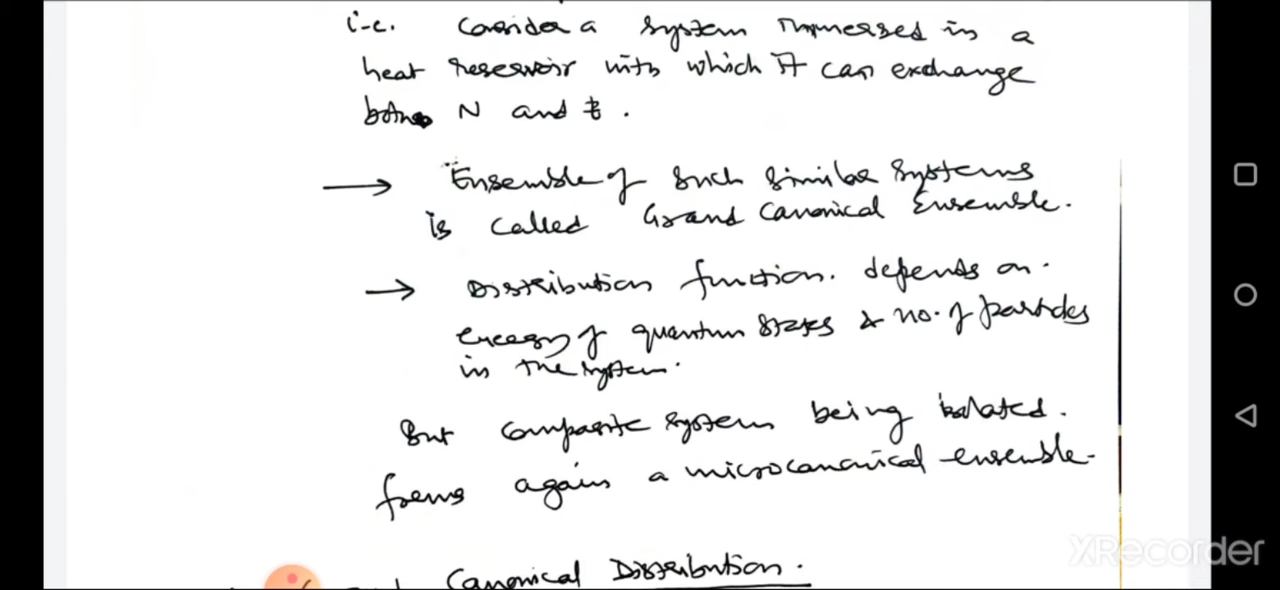 i.e. Consider a system immersed in a
heat reservoir with which it can exchange
both N and E.
→ Ensemble of such similar systems
is called Grand Canonical Ensemble.
→ Distribution function. depends on.
energy of quantum states & no. of particles
in the system.
But composite system being isolated.
forms again a microcanonical ensemble.
Canonical Distribution.
XRecorder